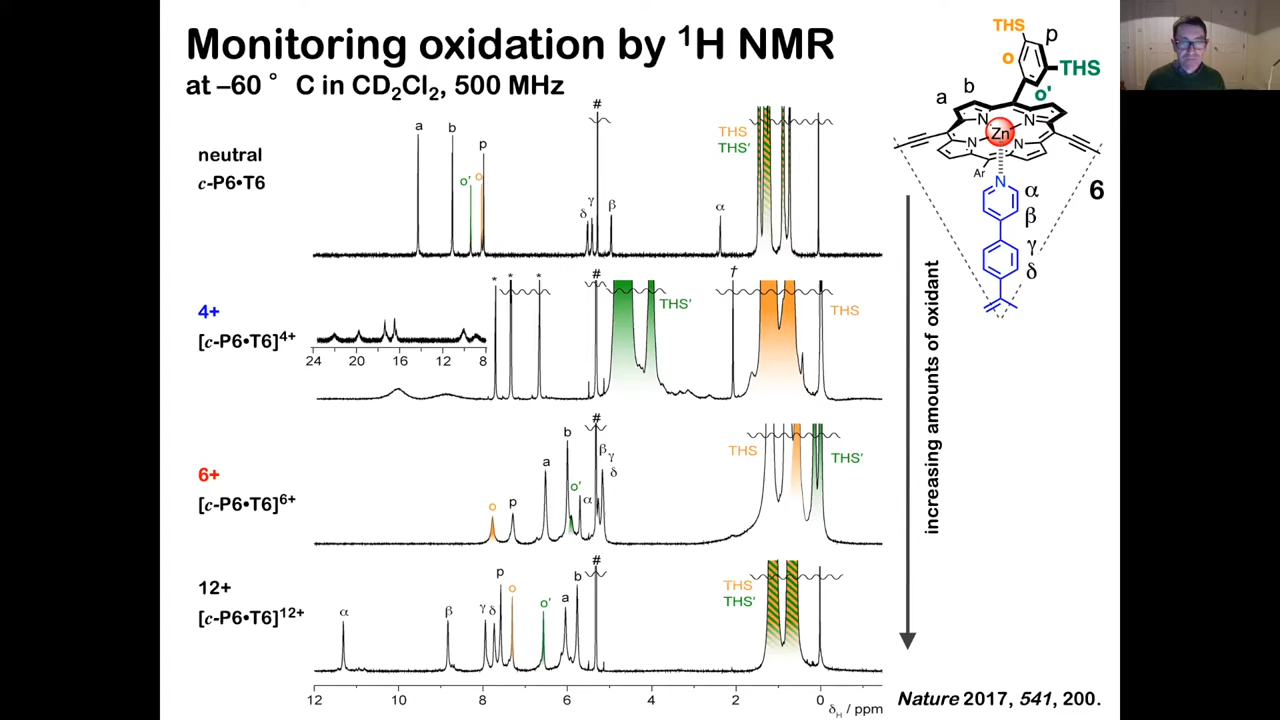 Monitoring oxidation by ¹H NMR
at –60 ° C in CD₂Cl₂, 500 MHz
THS
p
o
THS
o'
b
a
N
N
N
N
Zn
Ar
N
α
β
γ
δ
6
neutral
c-P6•T6
a
b
p
o'
o
δ
γ
#
β
α
THS
THS'
4+
[c-P6•T6]⁴⁺
24 20 16 12 8
*
*
*
#
THS'
†
THS
6+
[c-P6•T6]⁶⁺
o
p
a
b
o'
α
#
β
γ
δ
THS
THS'
12+
[c-P6•T6]¹²⁺
α
β
γ
δ
p
o
o'
a
b
#
THS
THS'
12 10 8 6 4 2 0
δH / ppm
increasing amounts of oxidant
Nature 2017, 541, 200.